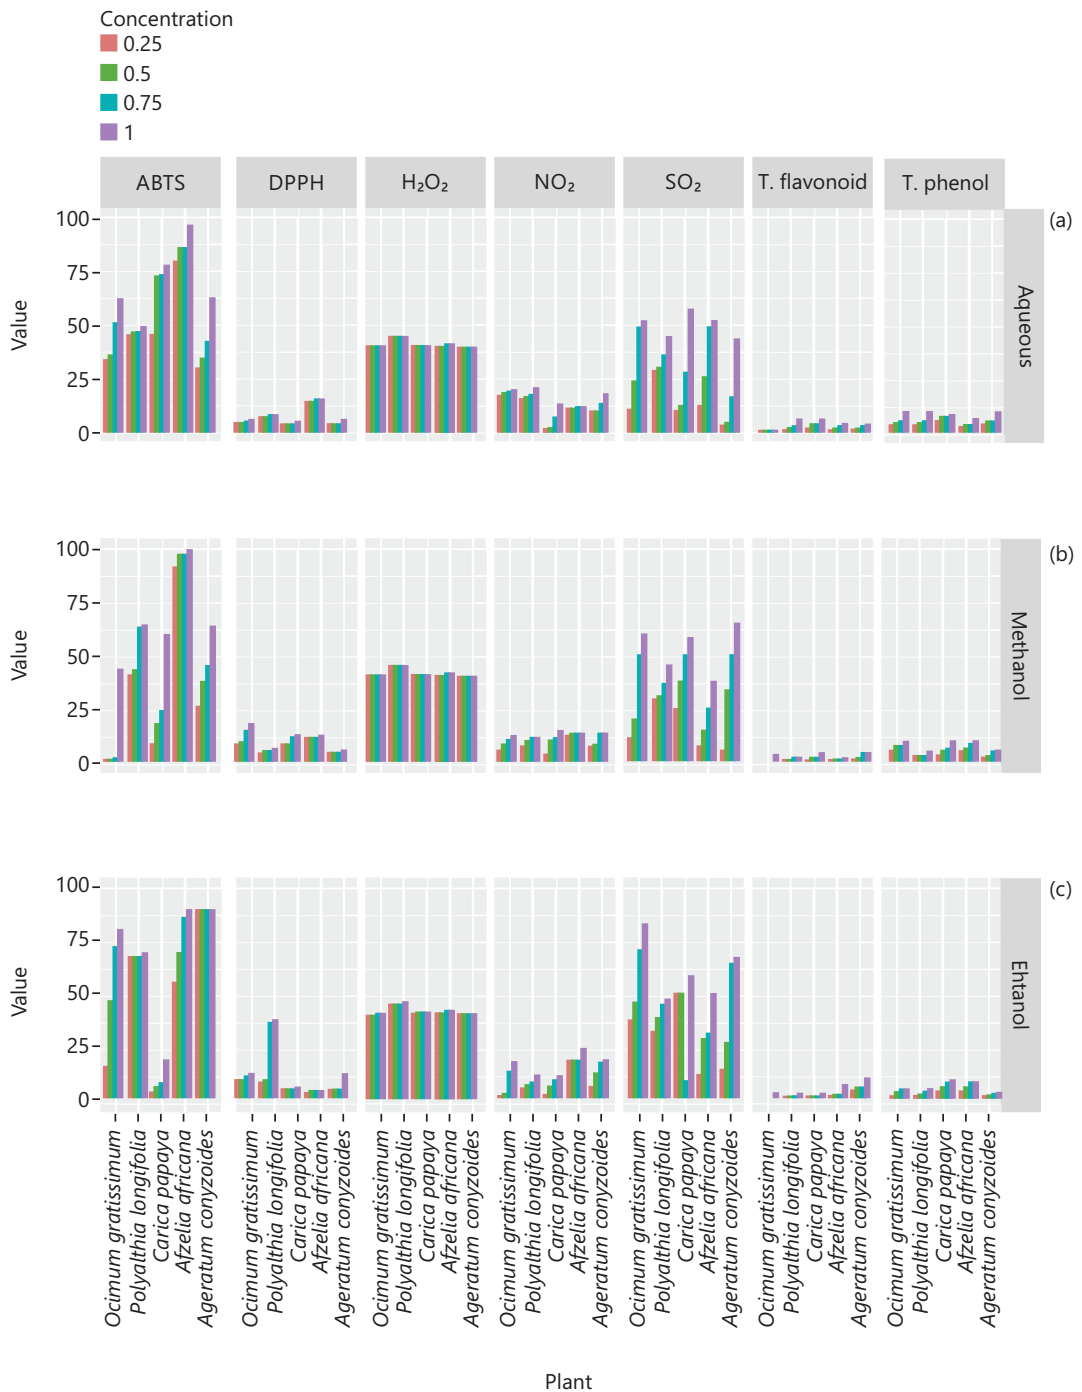 Concentration
0.25
0.5
0.75
1
ABTS DPPH H₂O₂ NO₂ SO₂ T. flavonoid T. phenol
100
75
50
25
0
Value
Aqueous
(a)
100
75
50
25
0
Value
Methanol
(b)
100
75
50
25
0
Value
Ehtanol
(c)
Ocimum gratissimum
Polyalthia longifolia
Carica papaya
Afzelia africana
Ageratum conyzoides
Ocimum gratissimum
Polyalthia longifolia
Carica papaya
Afzelia africana
Ageratum conyzoides
Ocimum gratissimum
Polyalthia longifolia
Carica papaya
Afzelia africana
Ageratum conyzoides
Ocimum gratissimum
Polyalthia longifolia
Carica papaya
Afzelia africana
Ageratum conyzoides
Ocimum gratissimum
Polyalthia longifolia
Carica papaya
Afzelia africana
Ageratum conyzoides
Ocimum gratissimum
Polyalthia longifolia
Carica papaya
Afzelia africana
Ageratum conyzoides
Ocimum gratissimum
Polyalthia longifolia
Carica papaya
Afzelia africana
Ageratum conyzoides
Plant